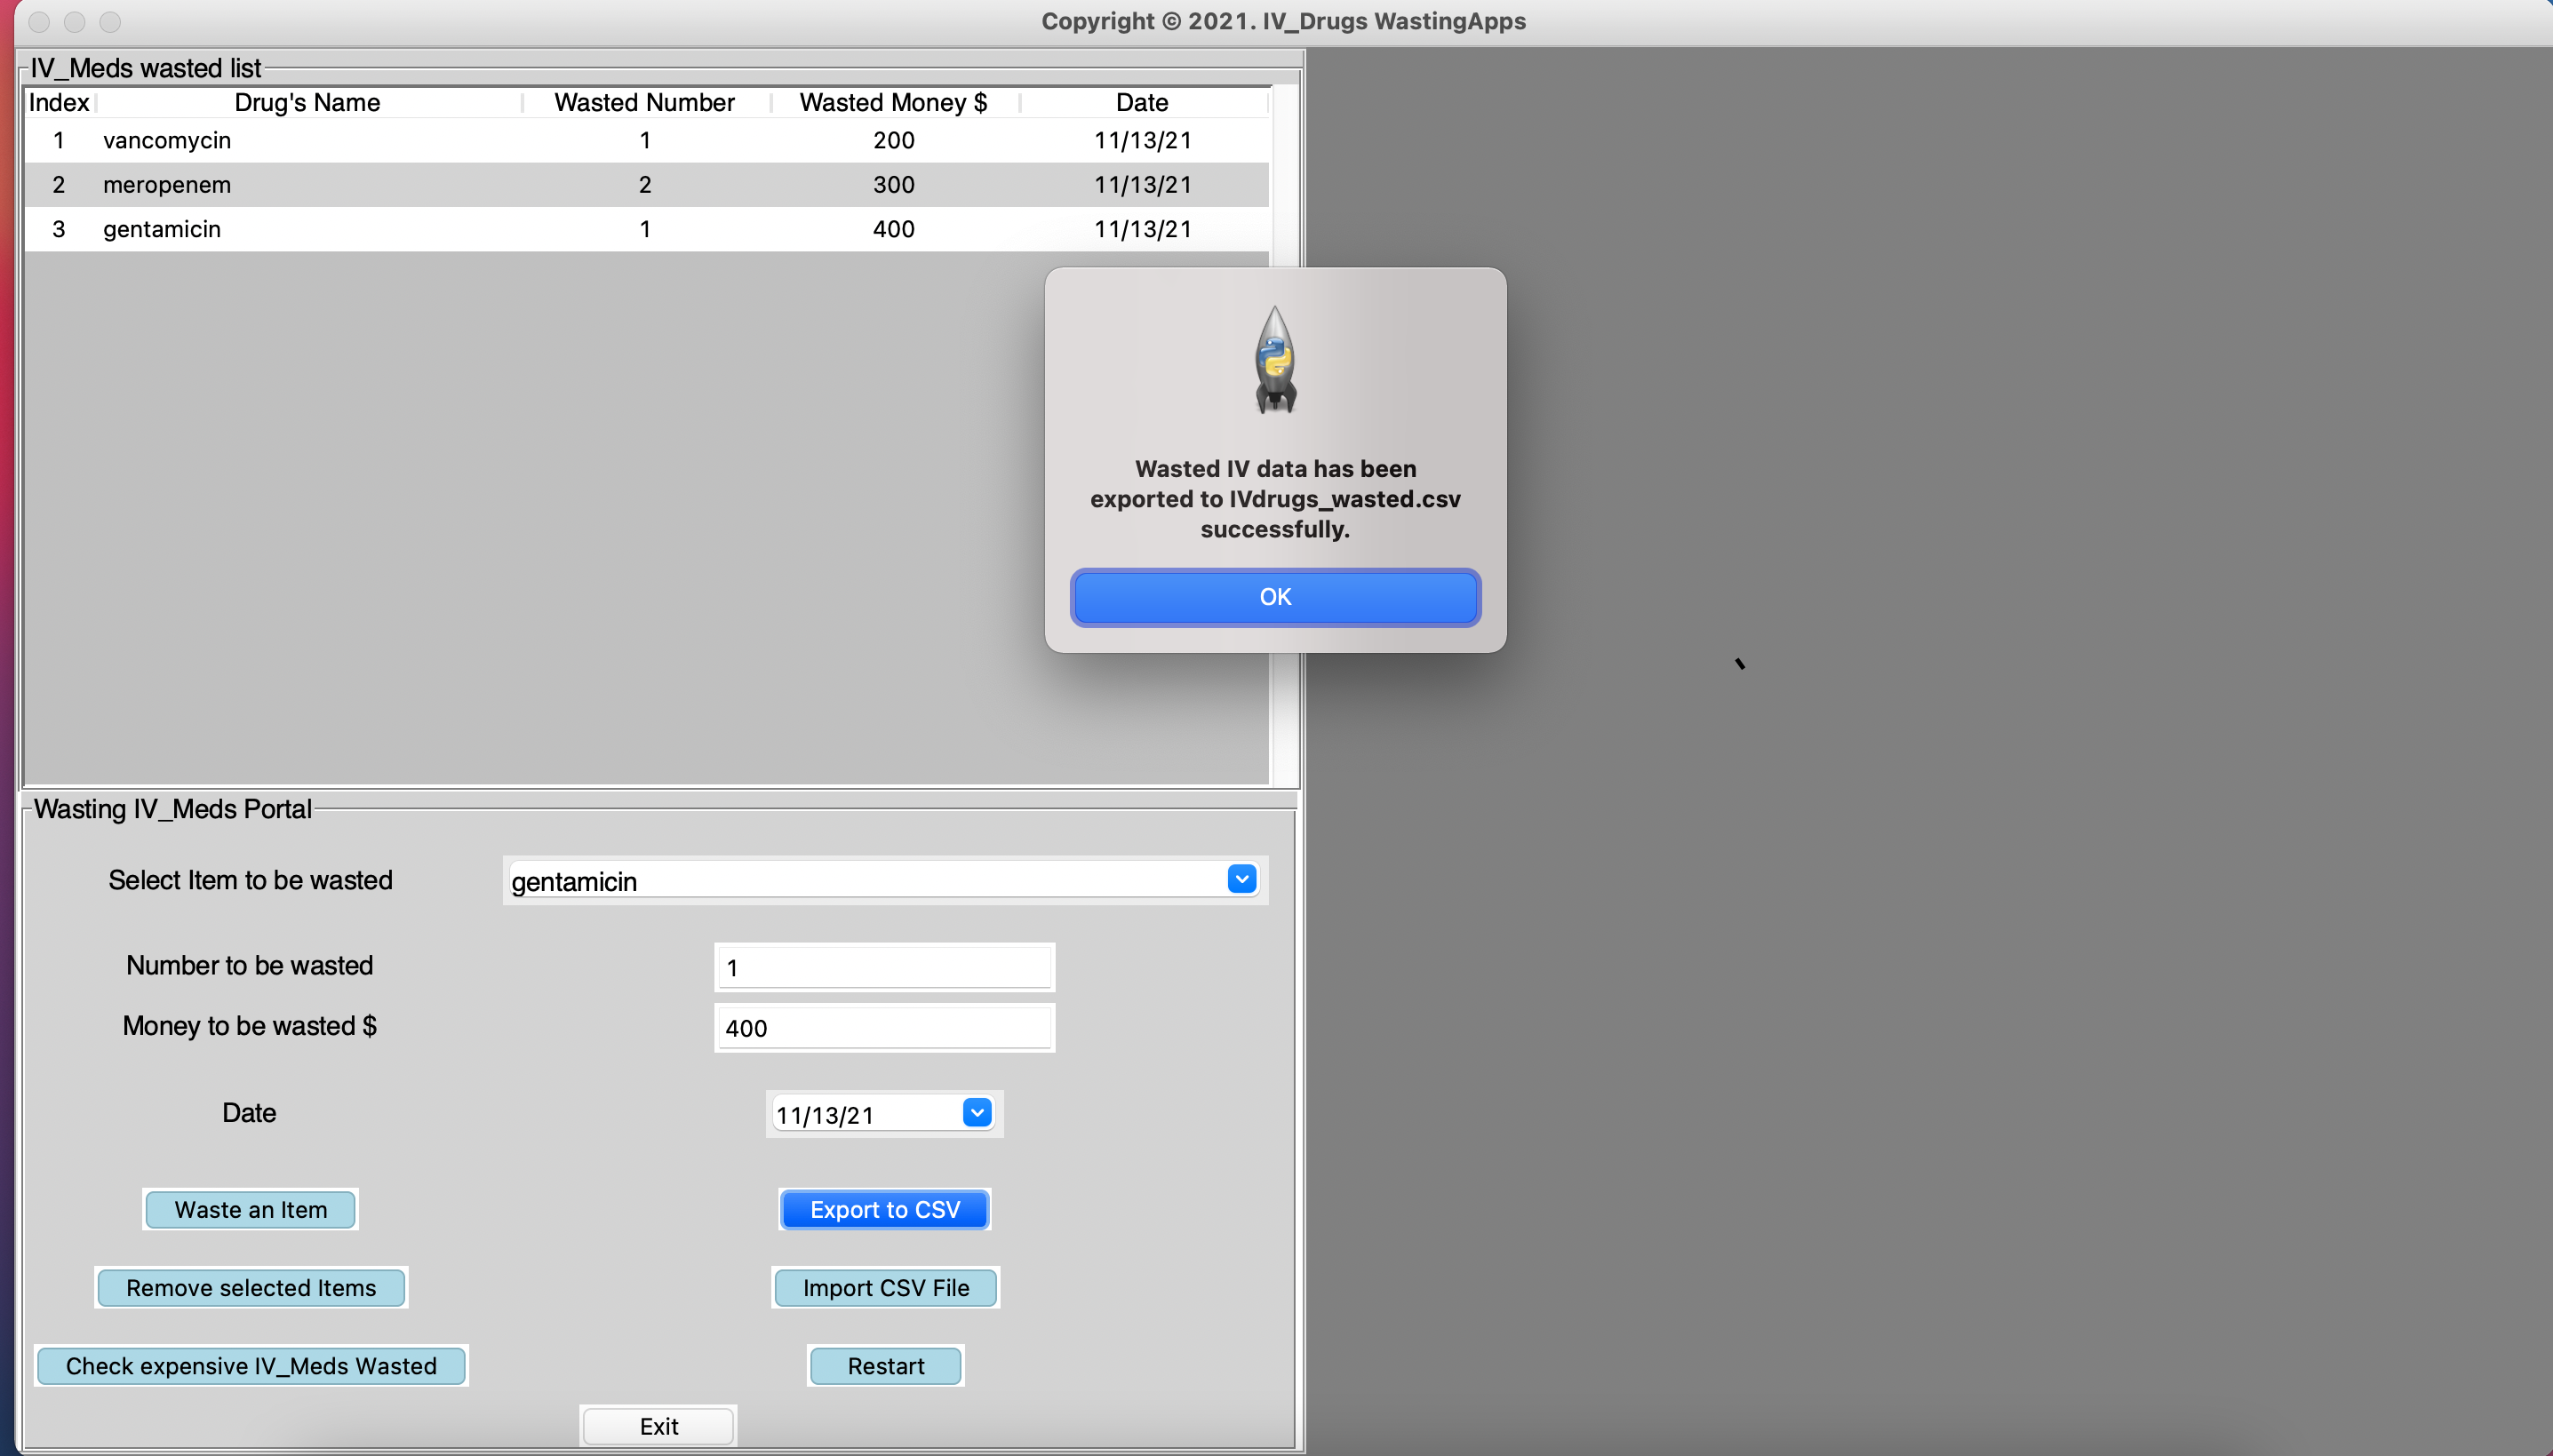 Copyright © 2021. IV_Drugs WastingApps
IV_Meds wasted list
Index Drug's Name Wasted Number Wasted Money $ Date
1 vancomycin 1 200 11/13/21
2 meropenem 2 300 11/13/21
3 gentamicin 1 400 11/13/21
Wasted IV data has been
exported to IVdrugs_wasted.csv
successfully.
OK
Wasting IV_Meds Portal
Select Item to be wasted gentamicin
Number to be wasted 1
Money to be wasted $ 400
Date 11/13/21
Waste an Item Export to CSV
Remove selected Items Import CSV File
Check expensive IV_Meds Wasted Restart
Exit